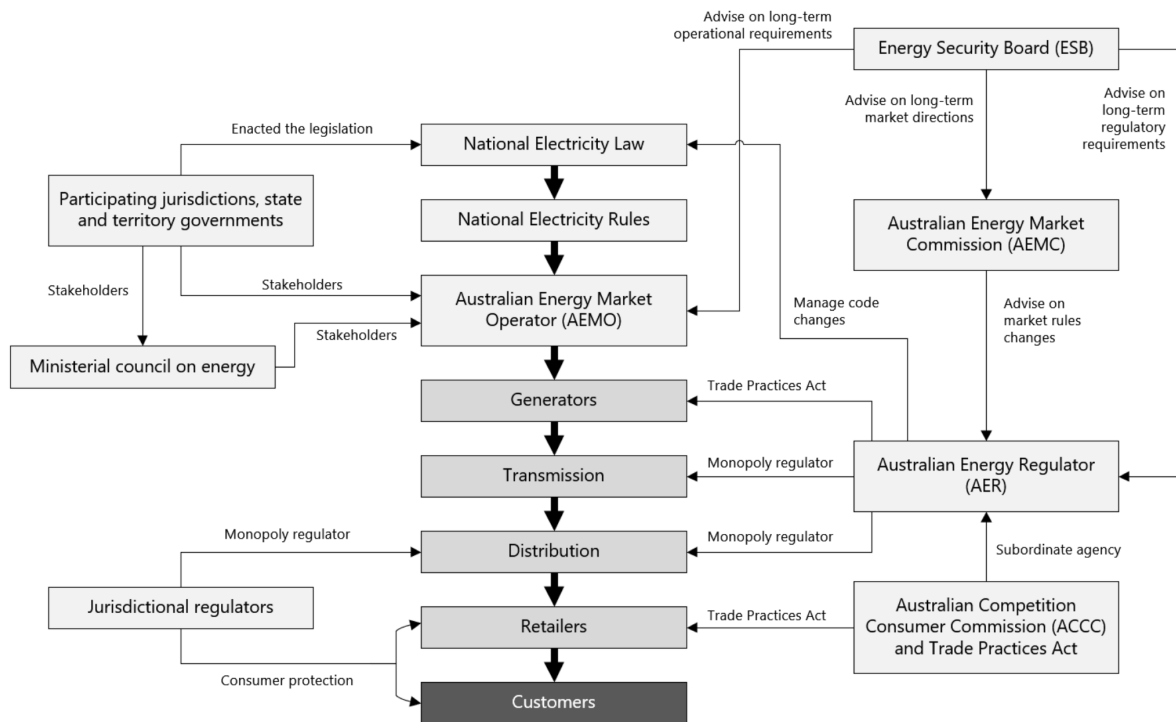 Advise on long-term
operational requirements
Energy Security Board (ESB)
Advise on long-term
market directions
Advise on
long-term
regulatory
requirements
Enacted the legislation
National Electricity Law
Participating jurisdictions, state
and territory governments
National Electricity Rules
Australian Energy Market
Commission (AEMC)
Stakeholders
Stakeholders
Australian Energy Market
Operator (AEMO)
Manage code
changes
Advise on
market rules
changes
Stakeholders
Ministerial council on energy
Generators
Trade Practices Act
Transmission
Monopoly regulator
Australian Energy Regulator
(AER)
Monopoly regulator
Distribution
Monopoly regulator
Subordinate agency
Jurisdictional regulators
Retailers
Trade Practices Act
Australian Competition
Consumer Commission (ACCC)
and Trade Practices Act
Consumer protection
Customers